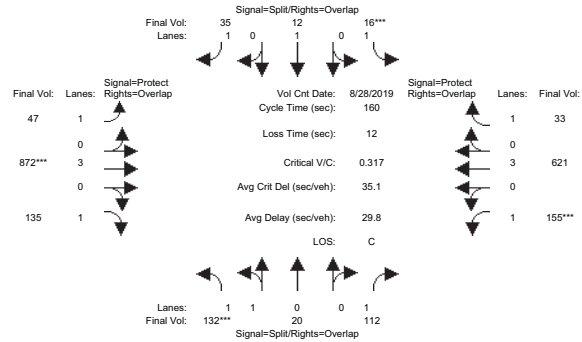 Signal=Split/Rights=Overlap
Final Vol: 35 12 16***
Lanes: 1 0 1 0 1
Signal=Protect Signal=Protect
Final Vol: Lanes: Rights=Overlap Vol Cnt Date: 8/28/2019 Rights=Overlap Lanes: Final Vol:
Cycle Time (sec): 160
47 1 1 33
Loss Time (sec): 12
0 0
872*** 3 Critical V/C: 0.317 3 621
0 Avg Crit Del (sec/veh): 35.1 0
135 1 Avg Delay (sec/veh): 29.8 1 155***
LOS: C
Lanes: 1 1 0 0 1
Final Vol: 132*** 20 112
Signal=Split/Rights=Overlap